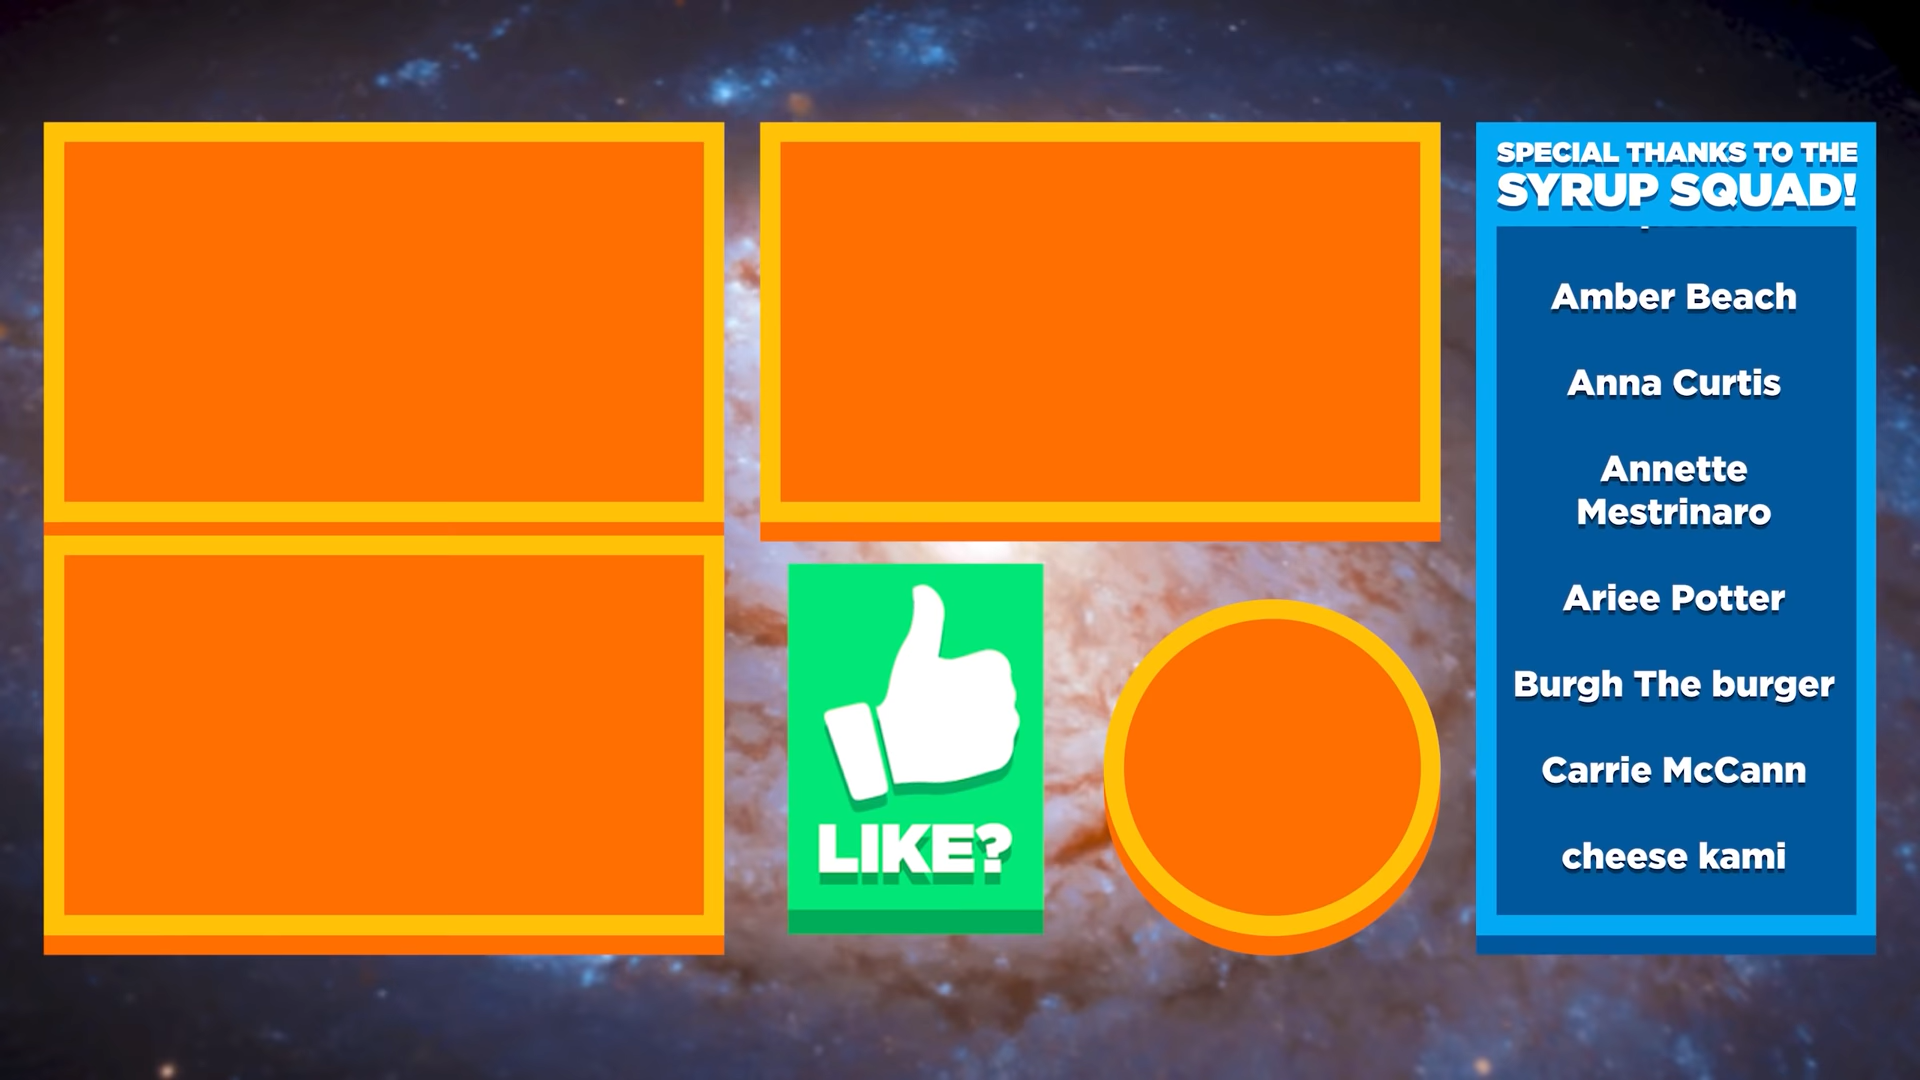 SPECIAL THANKS TO THE
SYRUP SQUAD!
Amber Beach
Anna Curtis
Annette
Mestrinaro
Ariee Potter
Burgh The burger
Carrie McCann
cheese kami
LIKE?